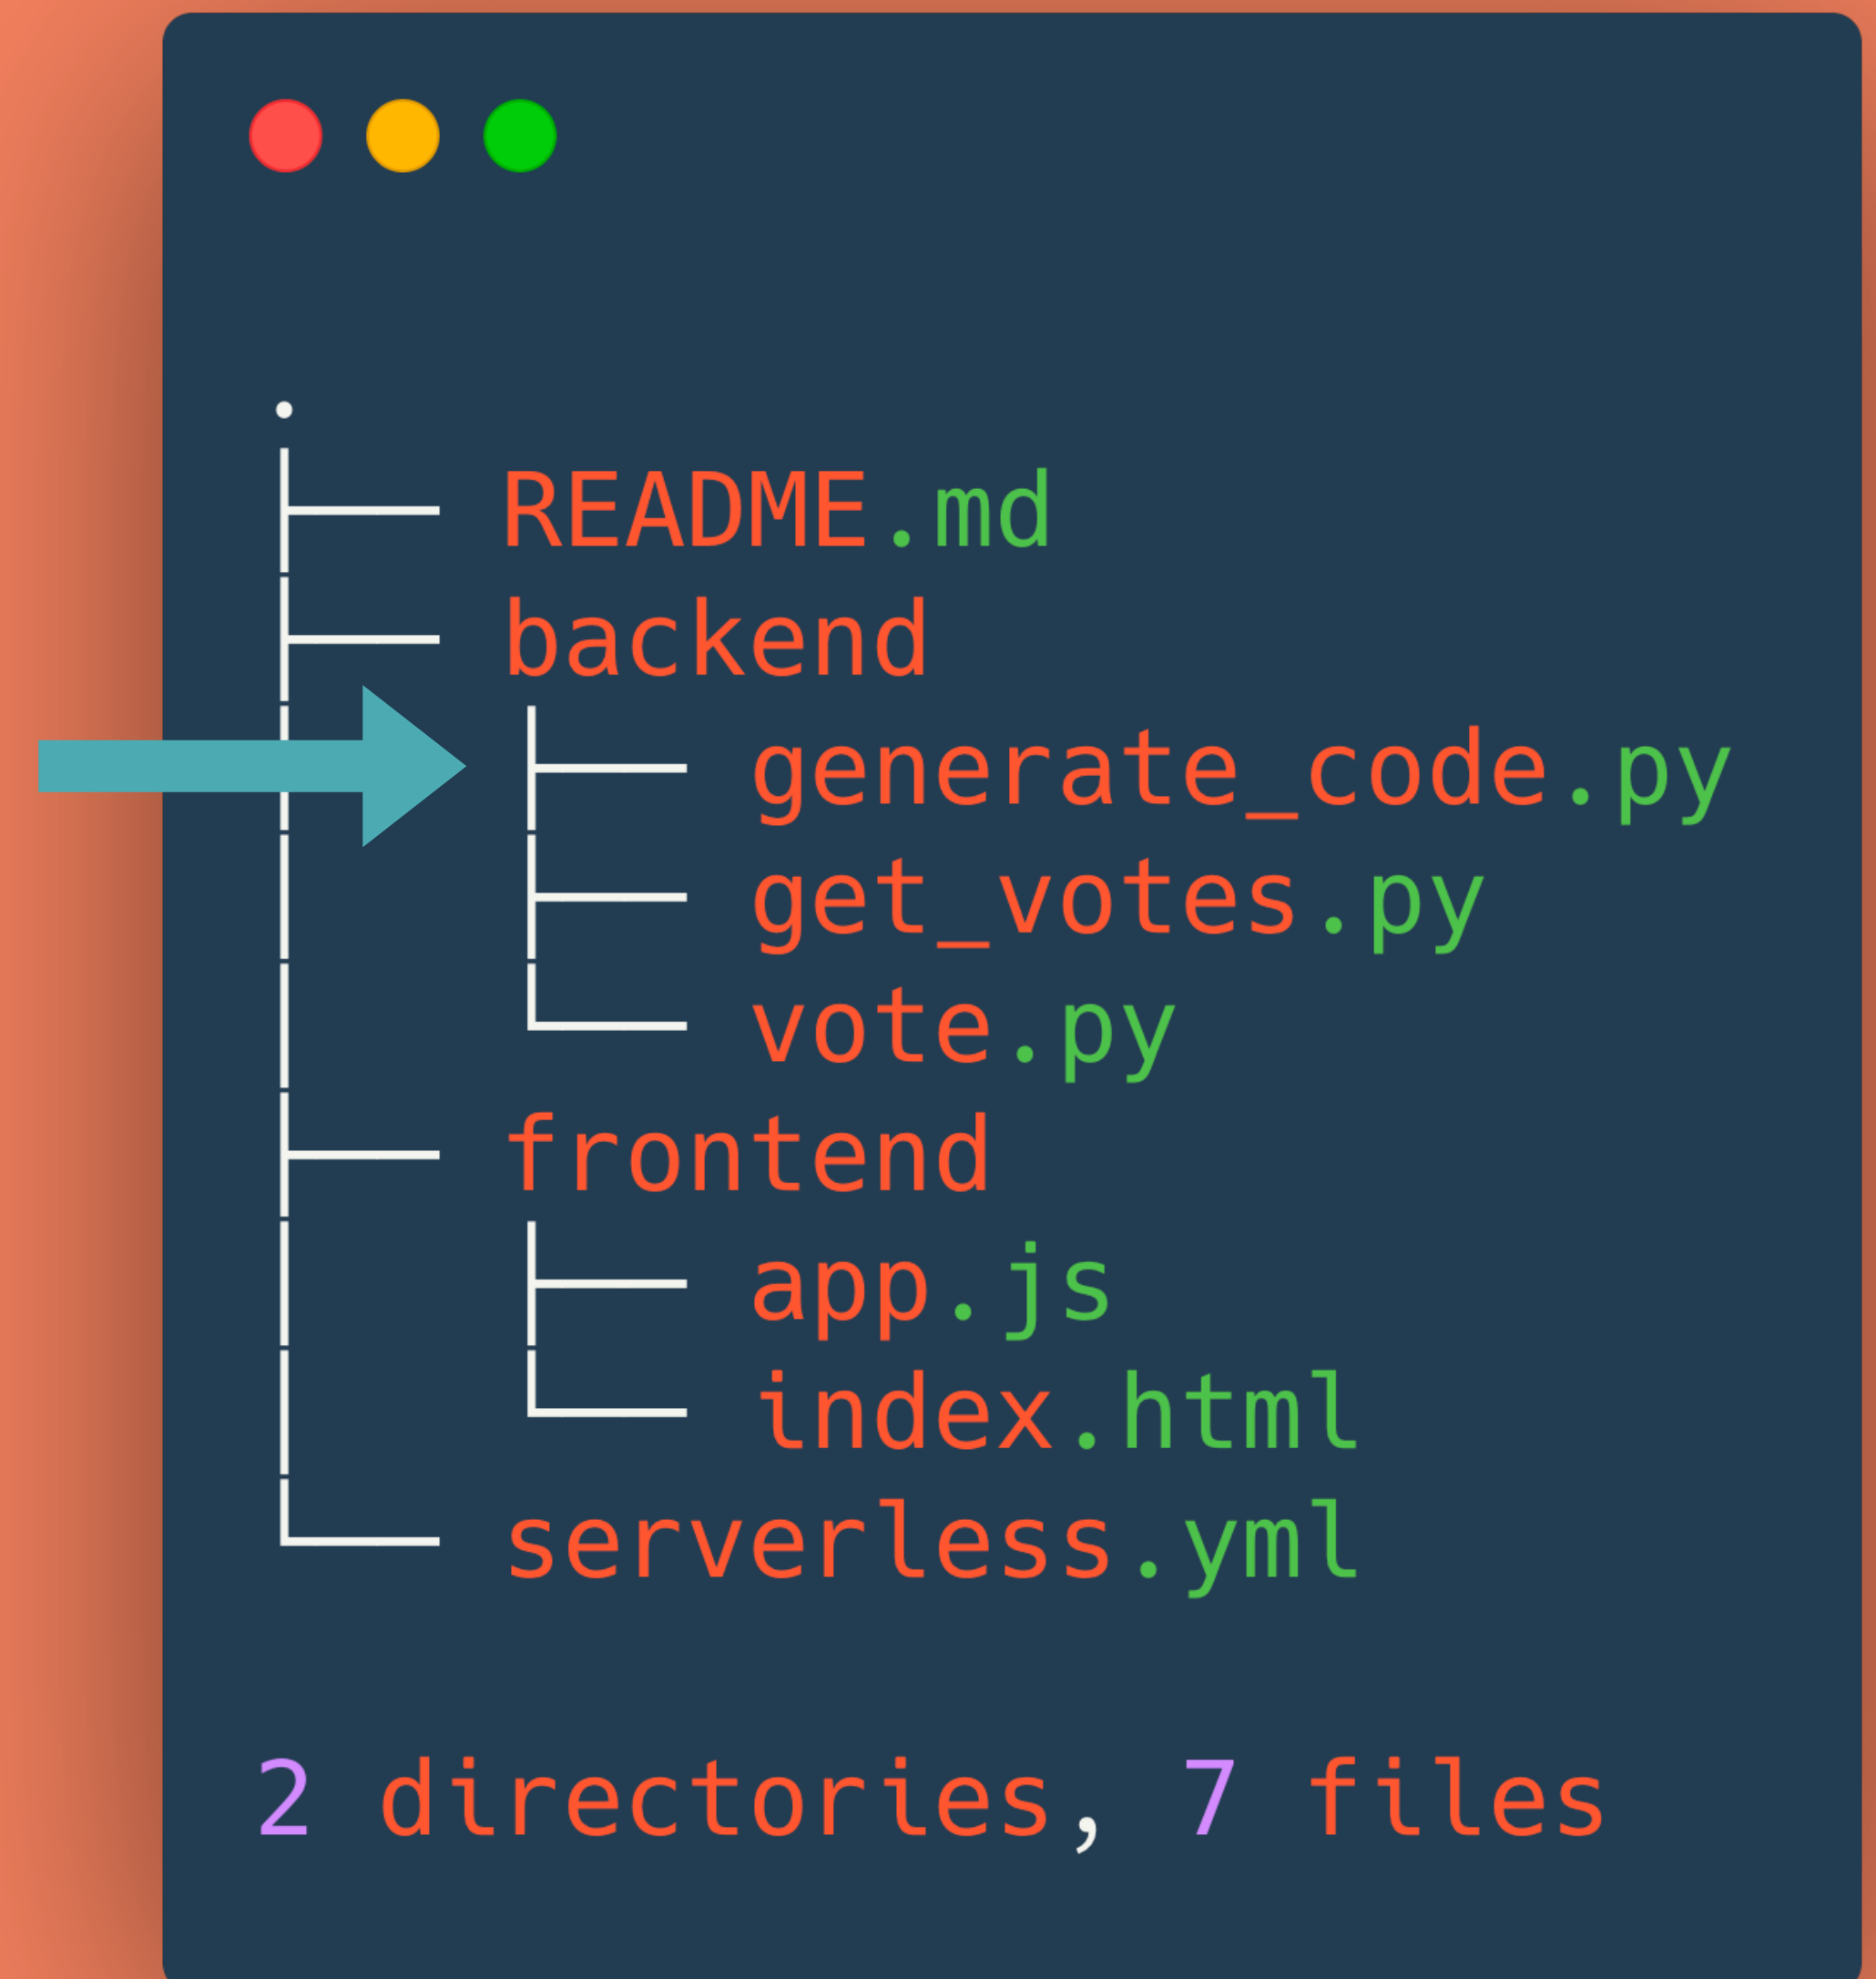 .
├── README.md
├── backend
│   ├── generate_code.py
│   ├── get_votes.py
│   └── vote.py
├── frontend
│   ├── app.js
│   └── index.html
└── serverless.yml
2 directories, 7 files